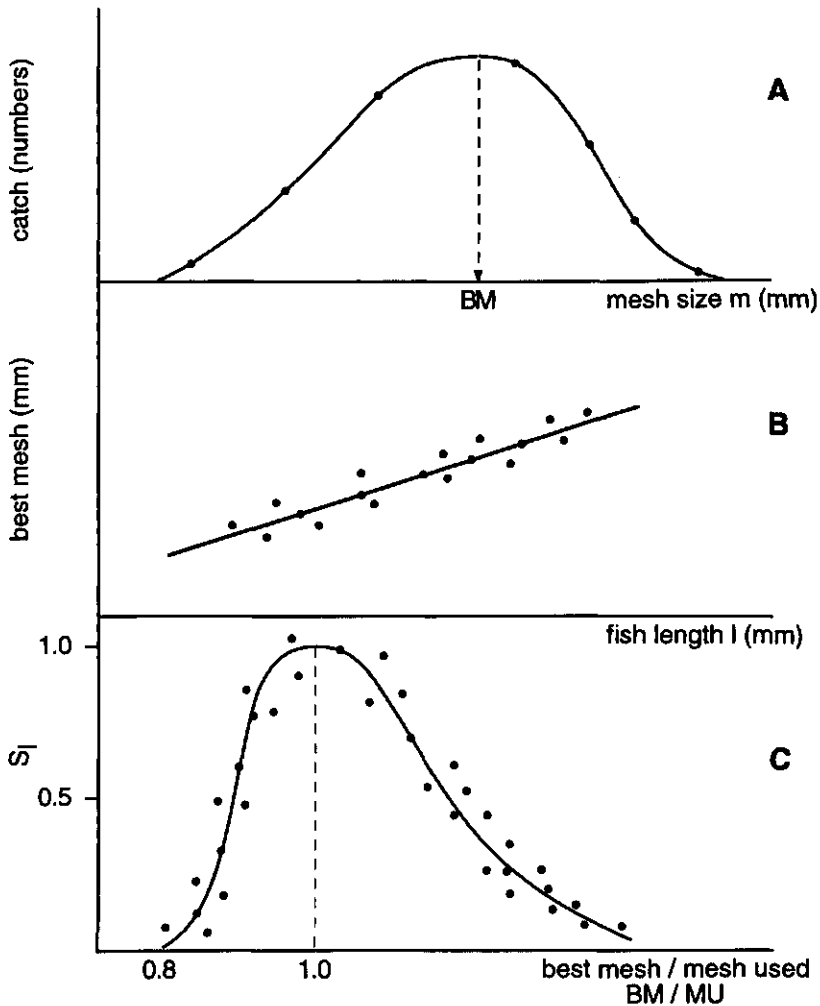 catch (numbers)
A
BM
mesh size m (mm)
best mesh (mm)
B
fish length l (mm)
1.0
S_l
0.5
C
0.8
1.0
best mesh / mesh used
BM / MU